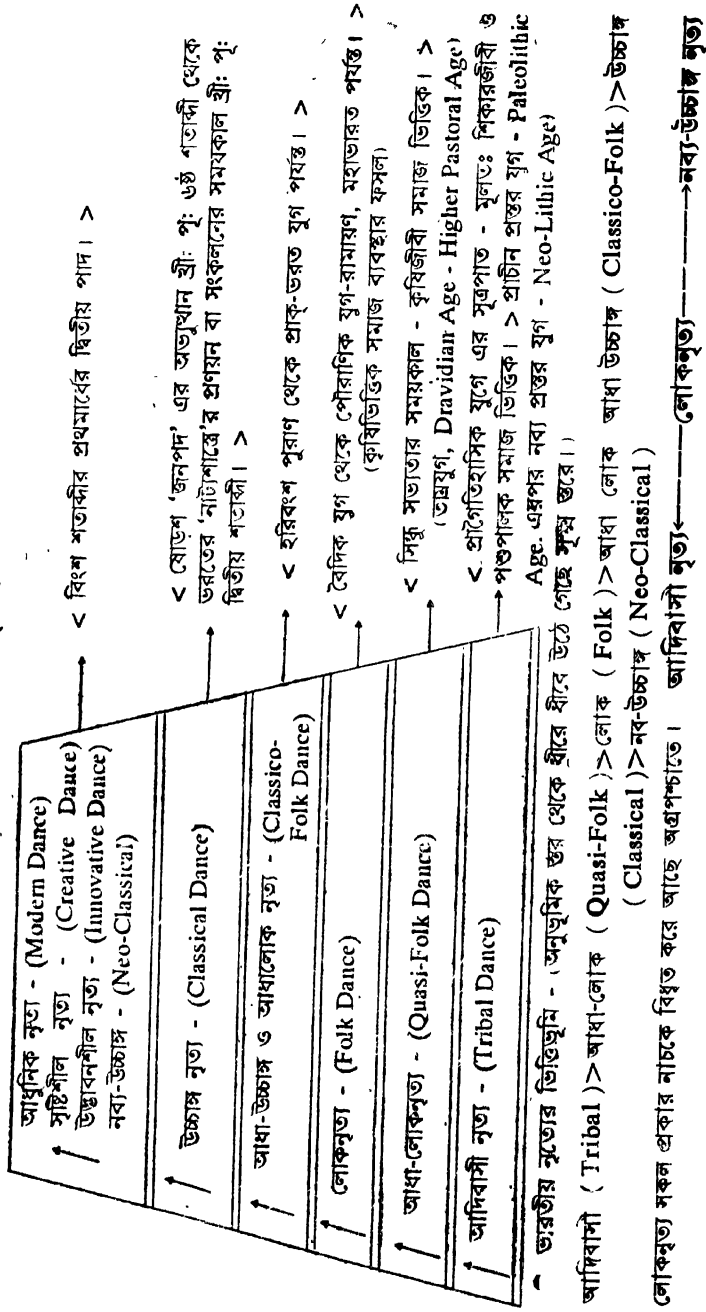 আধুনিক নৃত্য - (Modern Dance)
সৃষ্টিশীল নৃত্য - (Creative Dance)
উদ্ভাবনশীল নৃত্য - (Innovative Dance)
নব্য-উচ্চাঙ্গ - (Neo-Classical)
< বিংশ শতাব্দীর প্রথমার্ধের দ্বিতীয় পাদ। >
উচ্চাঙ্গ নৃত্য - (Classical Dance)
< ষোড়শ 'জনপদ' এর অভ্যুত্থান খ্রীঃ পূঃ ৬ষ্ঠ শতাব্দী থেকে
ভরতের 'নাট্যশাস্ত্রে'র প্রণয়ন বা সংকলনের সময়কাল খ্রীঃ পূঃ
দ্বিতীয় শতাব্দী। >
আধা-উচ্চাঙ্গ ও আধালোক নৃত্য - (Classico-
Folk Dance)
< হরিবংশ পুরাণ থেকে প্রাক্-ভরত যুগ পর্যন্ত। >
লোকনৃত্য - (Folk Dance)
< বৈদিক যুগ থেকে পৌরাণিক যুগ-রামায়ণ, মহাভারত পর্যন্ত। >
(কৃষিভিত্তিক সমাজ ব্যবস্থার ফসল)
আধা-লোকনৃত্য - (Quasi-Folk Dance)
< সিন্ধু সভ্যতার সময়কাল - কৃষিজীবী সমাজ ভিত্তিক। >
(তাম্রযুগ, Dravidian Age - Higher Pastoral Age)
আদিবাসী নৃত্য - (Tribal Dance)
< প্রাগৈতিহাসিক যুগে এর সূত্রপাত - মূলতঃ শিকারজীবী ও
পশুপালক সমাজ ভিত্তিক। > প্রাচীন প্রস্তর যুগ - Paleolithic
Age. এরপর নব্য প্রস্তর যুগ - Neo-Lithic Age)
ভারতীয় নৃত্যের ভিত্তিভূমি - (অনুভূমিক স্তর থেকে ধীরে ধীরে উঠে গেছে সূক্ষ্ম স্তরে।)
আদিবাসী (Tribal)>আধা-লোক (Quasi-Folk)>লোক (Folk)>আধা লোক আধা উচ্চাঙ্গ (Classico-Folk)>উচ্চাঙ্গ
(Classical)>নব-উচ্চাঙ্গ (Neo-Classical)
লোকনৃত্য সকল প্রকার নাচকে বিধৃত করে আছে অগ্রপশ্চাতে। আদিবাসী নৃত্য<------লোকনৃত্য------>নব্য-উচ্চাঙ্গ নৃত্য